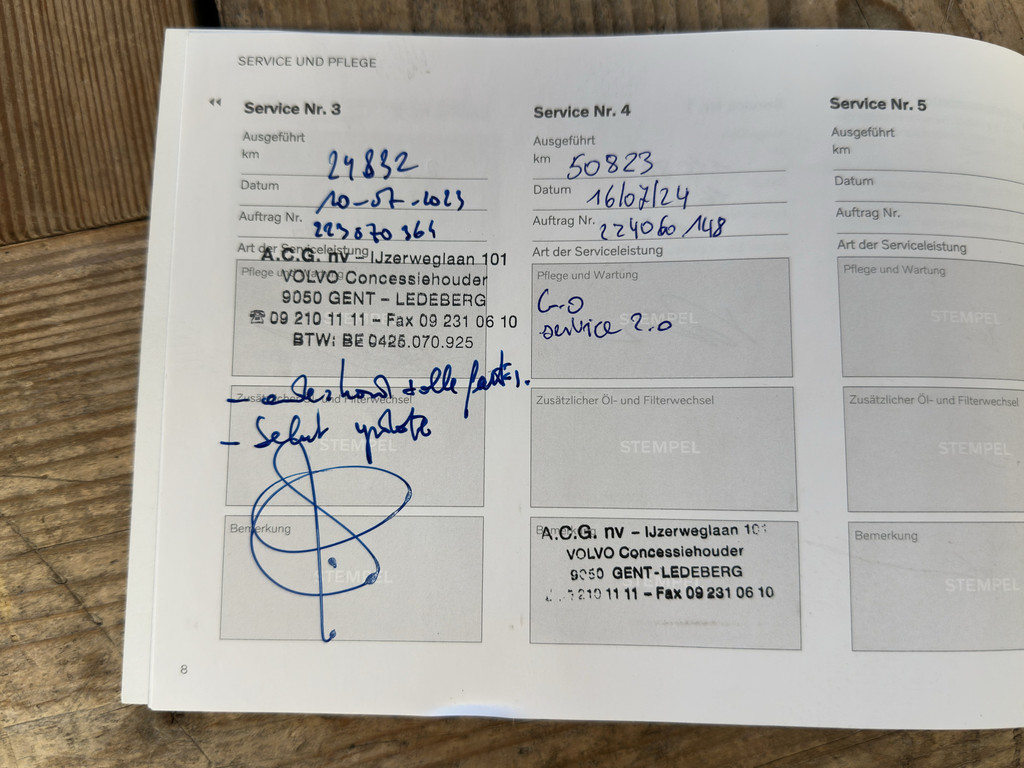 SERVICE UND PFLEGE
Service Nr. 3
Ausgeführt
km 24832
Datum 10-07-2023
Auftrag Nr. 223070364
Art der Serviceleistung
Pflege und Wartung
A.C.G. nv – IJzerweglaan 101
VOLVO Concessiehouder
9050 GENT – LEDEBERG
☎ 09 210 11 11 – Fax 09 231 06 10
BTW: BE 0426.070.925
- onderhoud
Zusätzlicher Öl- und Filterwechsel
-
STEMPEL
Bemerkung
STEMPEL
8
Service Nr. 4
Ausgeführt
km 50823
Datum 16/07/24
Auftrag Nr. 224060148
Art der Serviceleistung
Pflege und Wartung
STEMPEL
service 2.0
Zusätzlicher Öl- und Filterwechsel
STEMPEL
Bemerkung
STEMPEL
A.C.G. nv – IJzerweglaan 101
VOLVO Concessiehouder
9050 GENT-LEDEBERG
210 11 11 – Fax 09 231 06 10
Service Nr. 5
Ausgeführt
km
Datum
Auftrag Nr.
Art der Serviceleistung
Pflege und Wartung
STEMPEL
Zusätzlicher Öl- und Filterwechsel
STEMPEL
Bemerkung
STEMPEL